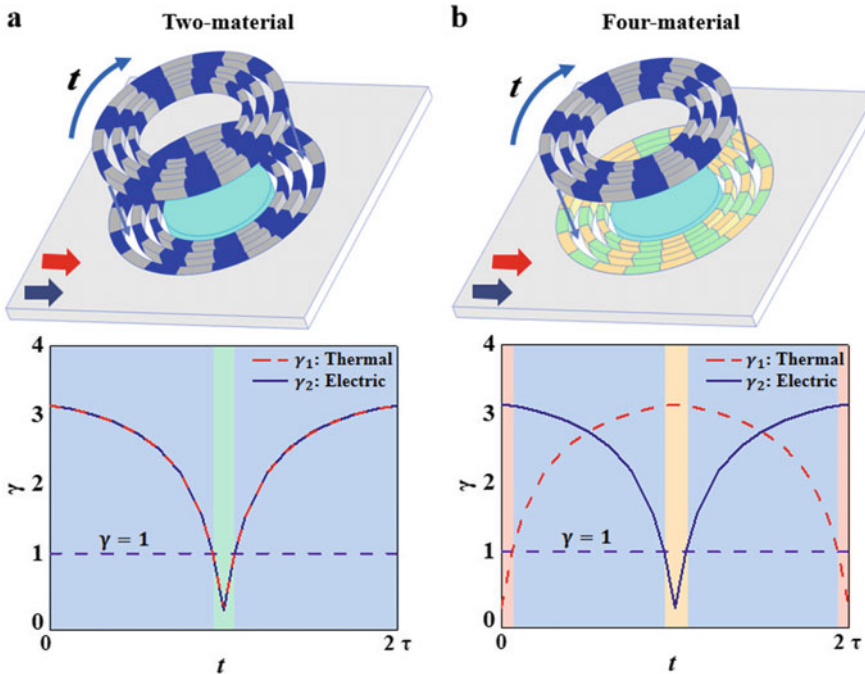 a
Two-material
t
4
3
2
1
0
γ
γ₁: Thermal
γ₂: Electric
γ = 1
0
2 τ
t
b
Four-material
t
4
3
2
1
0
γ
γ₁: Thermal
γ₂: Electric
γ = 1
0
2 τ
t